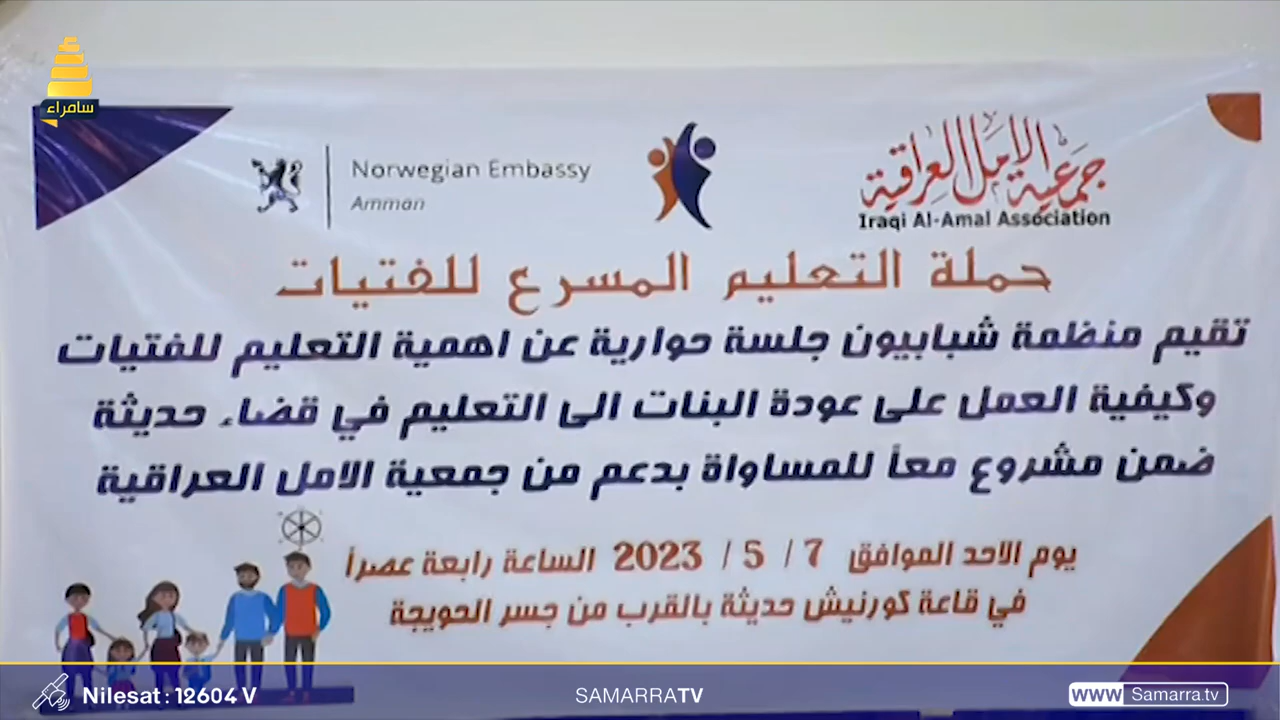 سامراء
Norwegian Embassy
Amman
جمعية الامل العراقية
Iraqi Al-Amal Association
حملة التعليم المسرع للفتيات
تقيم منظمة شبابيون جلسة حوارية عن اهمية التعليم للفتيات
وكيفية العمل على عودة البنات الى التعليم في قضاء حديثة
ضمن مشروع معاً للمساواة بدعم من جمعية الامل العراقية
يوم الاحد الموافق 7 / 5 / 2023 الساعة رابعة عصراً
في قاعة كورنيش حديثة بالقرب من جسر الحويجة
Nilesat : 12604 V
SAMARRATV
www Samarra.tv